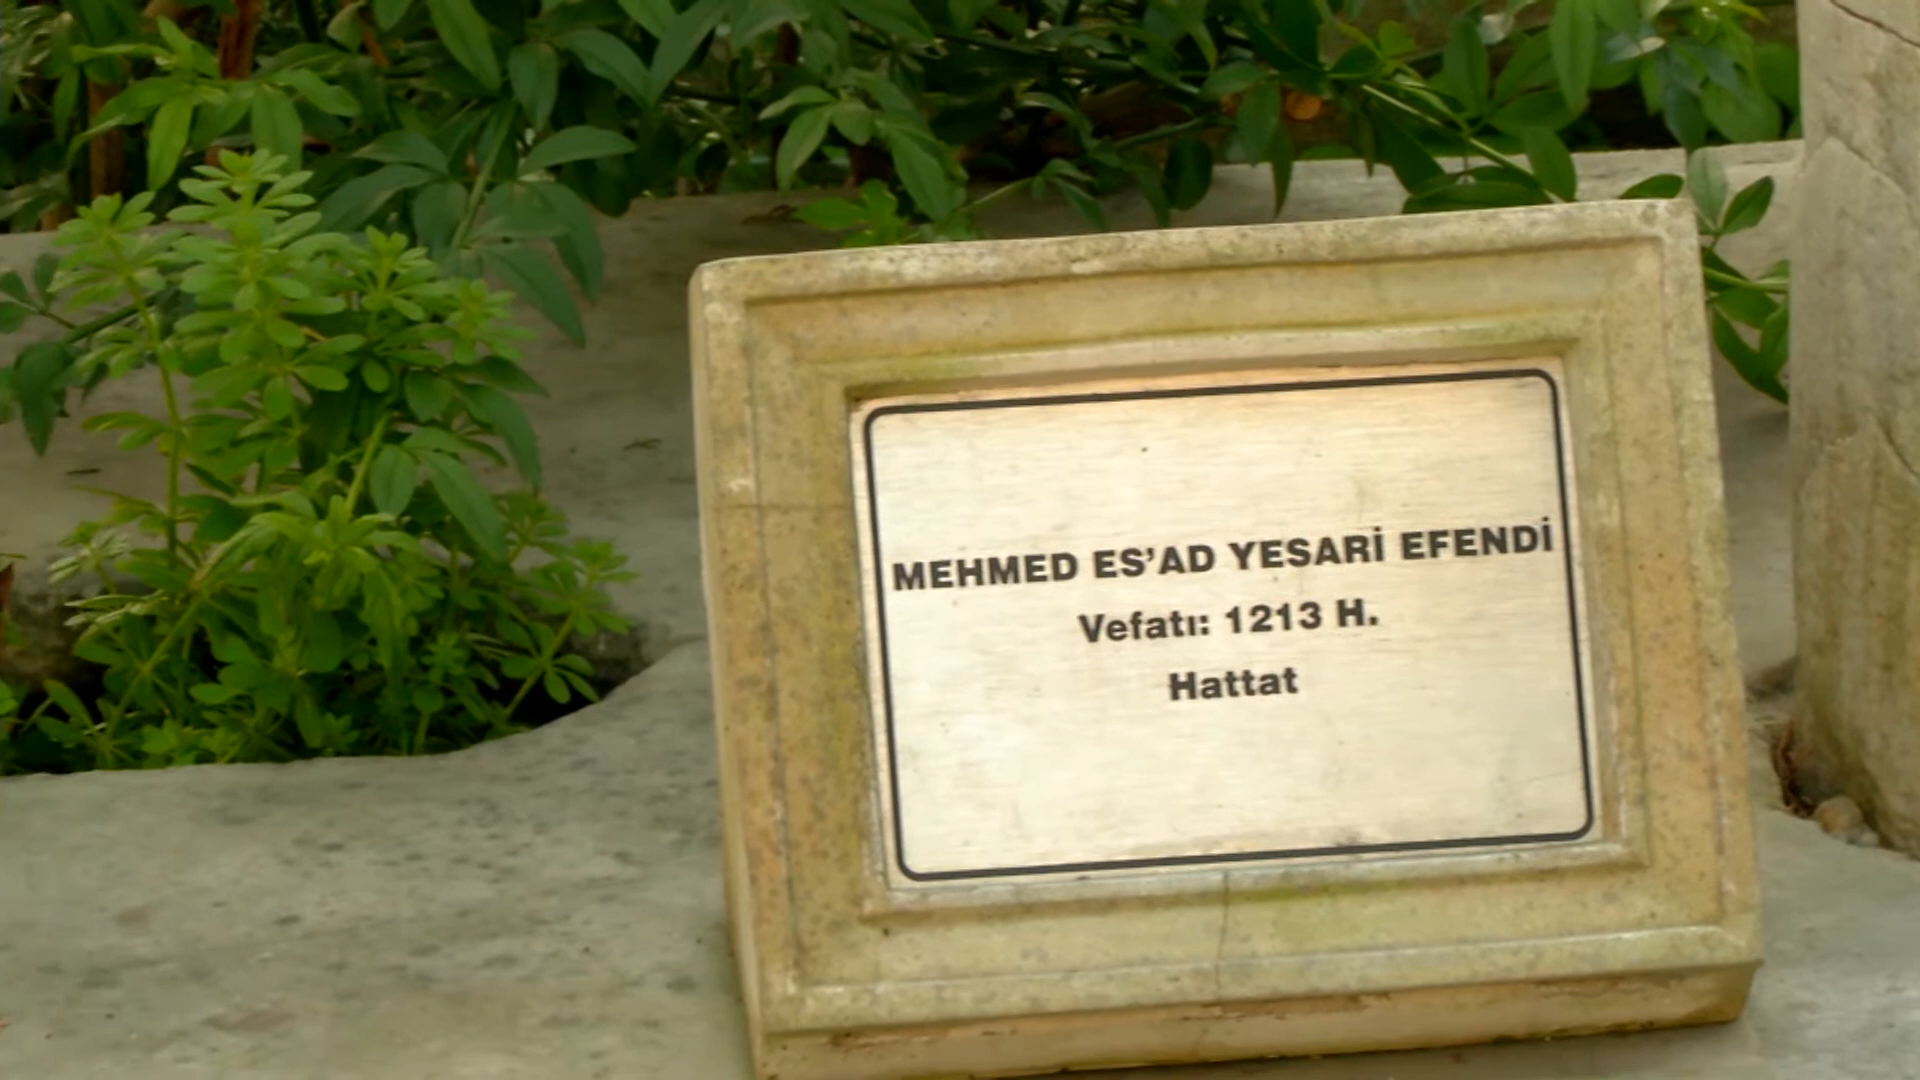 MEHMED ES’AD YESARİ EFENDİ
Vefatı: 1213 H.
Hattat